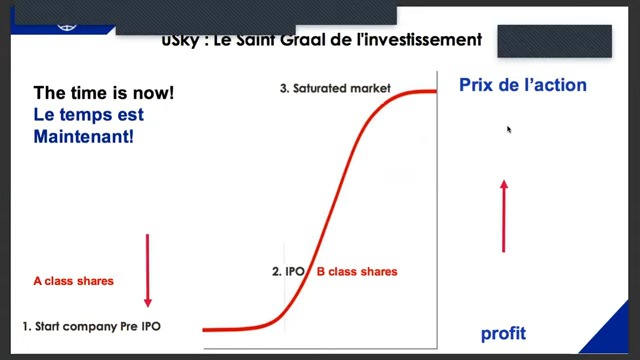 uSky : Le Saint Graal de l'investissement
The time is now!
Le temps est
Maintenant!
3. Saturated market
Prix de l'action
2. IPO
B class shares
A class shares
1. Start company Pre IPO
profit